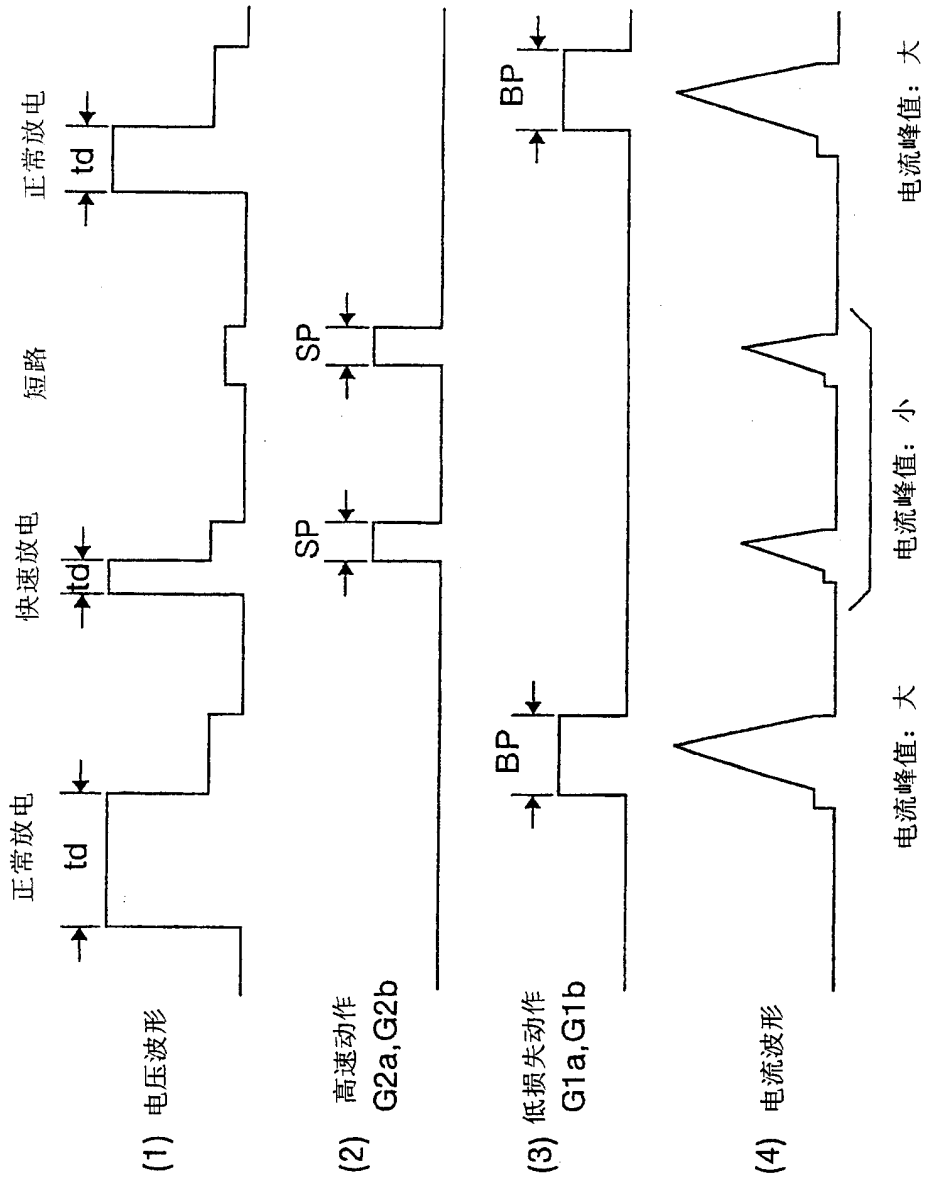 正常放电
快速放电
短路
正常放电
td
td
td
(1) 电压波形
SP
SP
(2) 高速动作
G2a,G2b
BP
BP
(3) 低损失动作
G1a,G1b
(4) 电流波形
电流峰值: 大
电流峰值: 小
电流峰值: 大